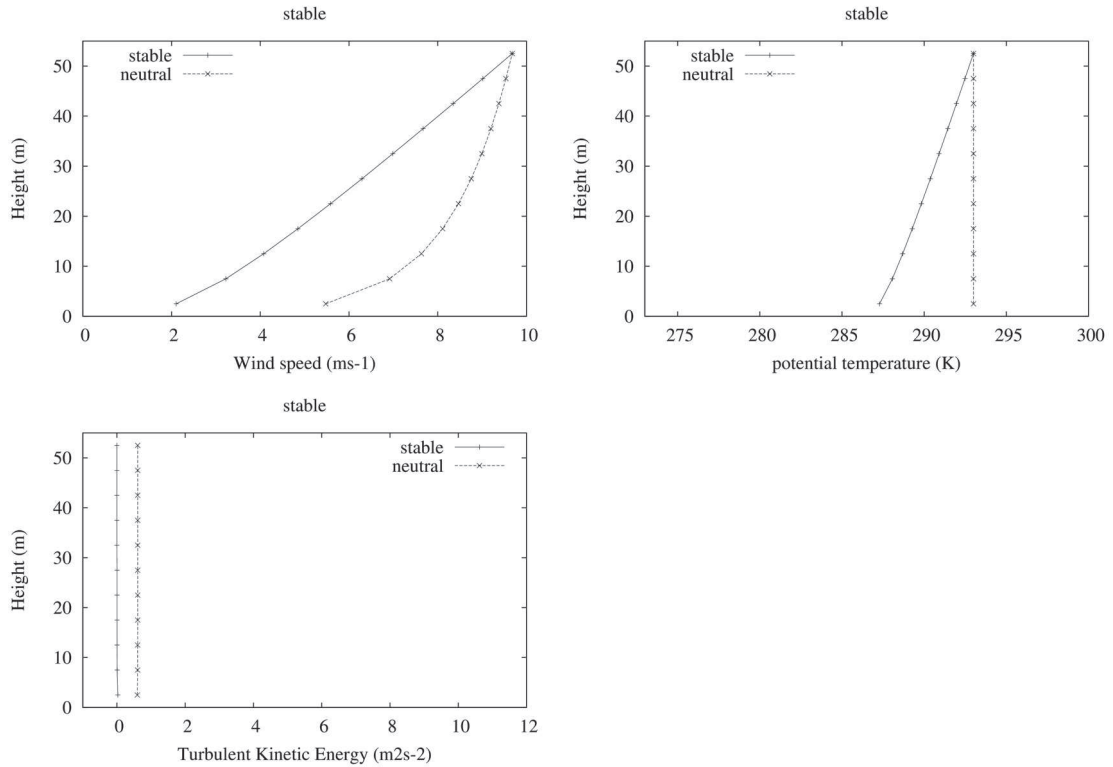 stable
stable
neutral
50
40
30
20
10
0
Height (m)
0 2 4 6 8 10
Wind speed (ms-1)
stable
stable
neutral
50
40
30
20
10
0
Height (m)
275 280 285 290 295 300
potential temperature (K)
stable
stable
neutral
50
40
30
20
10
0
Height (m)
0 2 4 6 8 10 12
Turbulent Kinetic Energy (m2s-2)